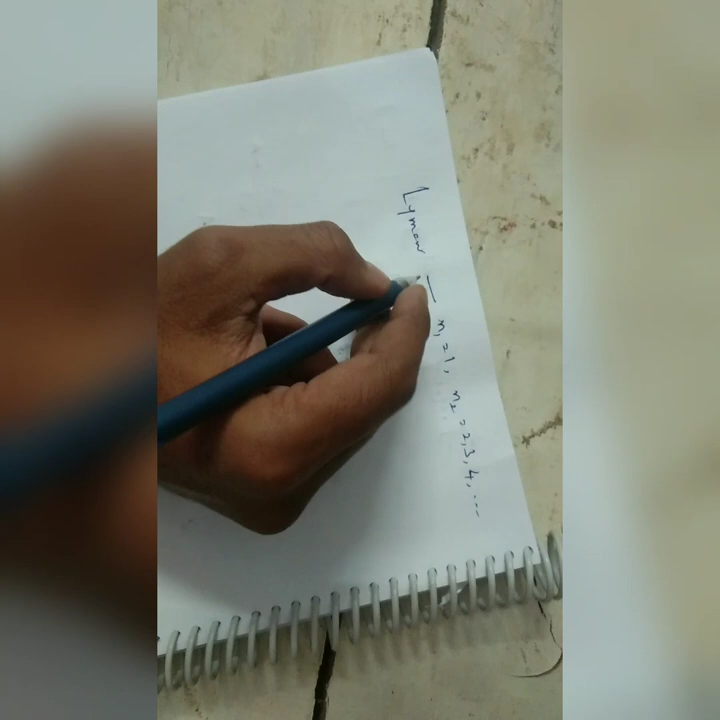 Lyman — n₁ = 1, n₂ = 2, 3, 4, ...